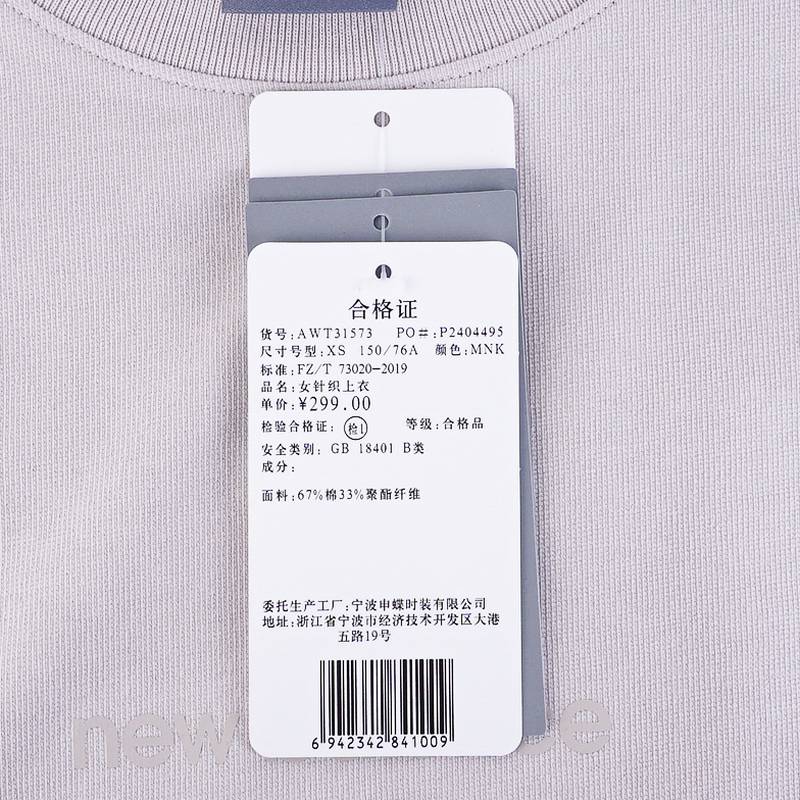 合格证
货号:AWT31573 PO#:P2404495
尺寸号型:XS 150/76A 颜色:MNK
标准:FZ/T 73020-2019
品名:女针织上衣
单价:¥299.00
检验合格证: 检1 等级:合格品
安全类别: GB 18401 B类
成分:
面料:67%棉33%聚酯纤维
委托生产工厂:宁波申蝶时装有限公司
地址:浙江省宁波市经济技术开发区大港
五路19号
6 942342 841009
new